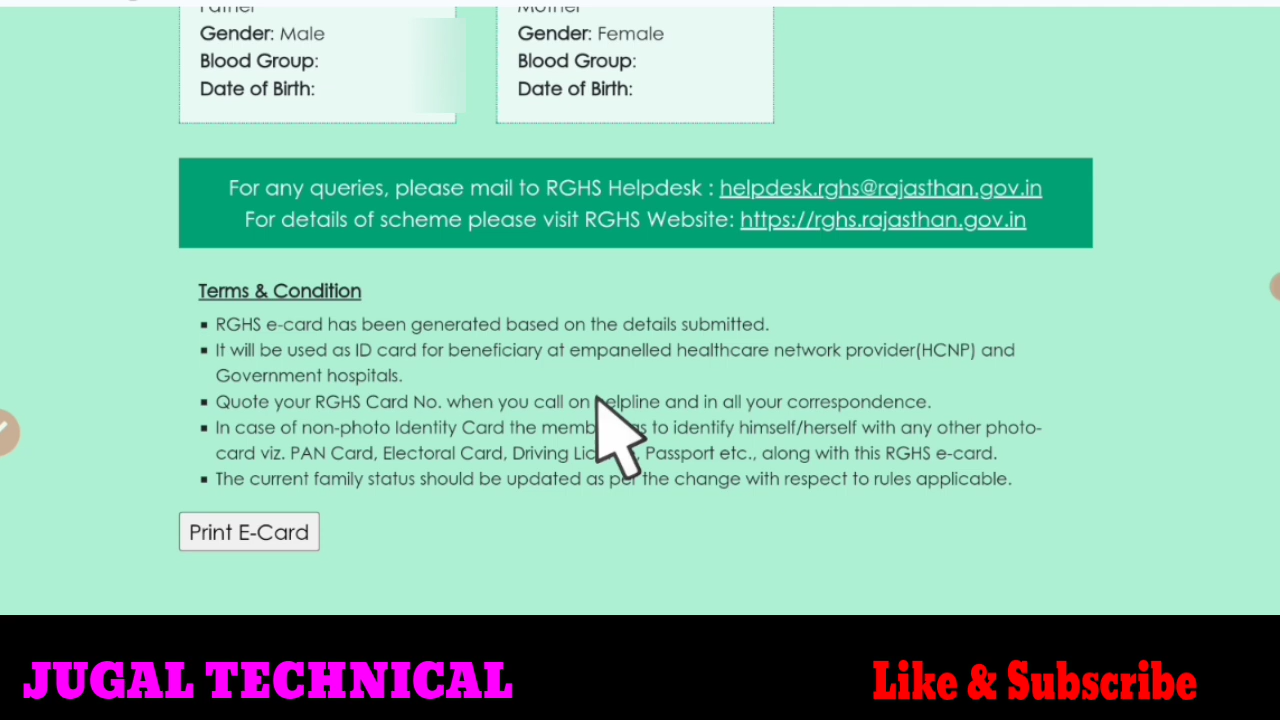 Father Mother
Gender: Male Gender: Female
Blood Group: Blood Group:
Date of Birth: Date of Birth:
For any queries, please mail to RGHS Helpdesk : helpdesk.rghs@rajasthan.gov.in
For details of scheme please visit RGHS Website: https://rghs.rajasthan.gov.in
Terms & Condition
▪ RGHS e-card has been generated based on the details submitted.
▪ It will be used as ID card for beneficiary at empanelled healthcare network provider(HCNP) and
Government hospitals.
▪ Quote your RGHS Card No. when you call on helpline and in all your correspondence.
▪ In case of non-photo Identity Card the to identify himself/herself with any other photo-
card viz. PAN Card, Electoral Card, Driving Passport etc., along with this RGHS e-card.
▪ The current family status should be updated as per the change with respect to rules applicable.
Print E-Card
JUGAL TECHNICAL Like & Subscribe